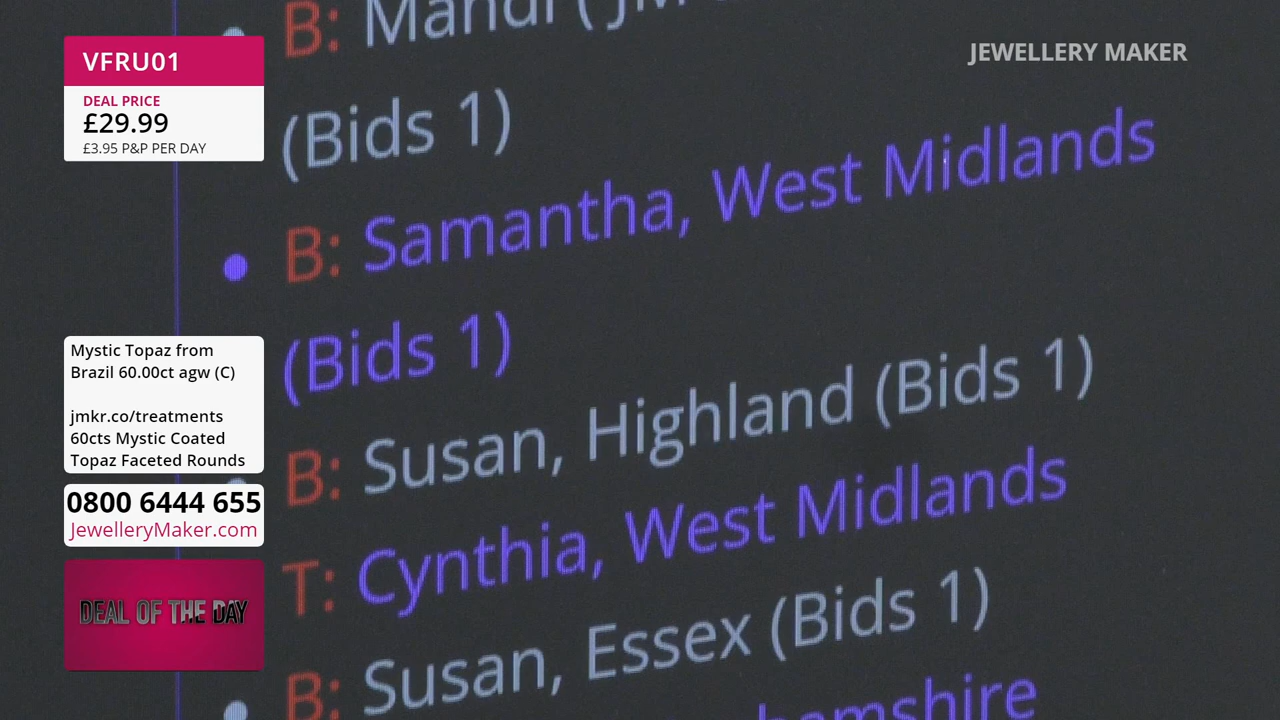 VFRU01
DEAL PRICE
£29.99
£3.95 P&P PER DAY
JEWELLERY MAKER
B: Mandi (
(Bids 1)
B: Samantha, West Midlands
(Bids 1)
B: Susan, Highland (Bids 1)
T: Cynthia, West Midlands
B: Susan, Essex (Bids 1)
Mystic Topaz from
Brazil 60.00ct agw (C)
jmkr.co/treatments
60cts Mystic Coated
Topaz Faceted Rounds
0800 6444 655
JewelleryMaker.com
DEAL OF THE DAY